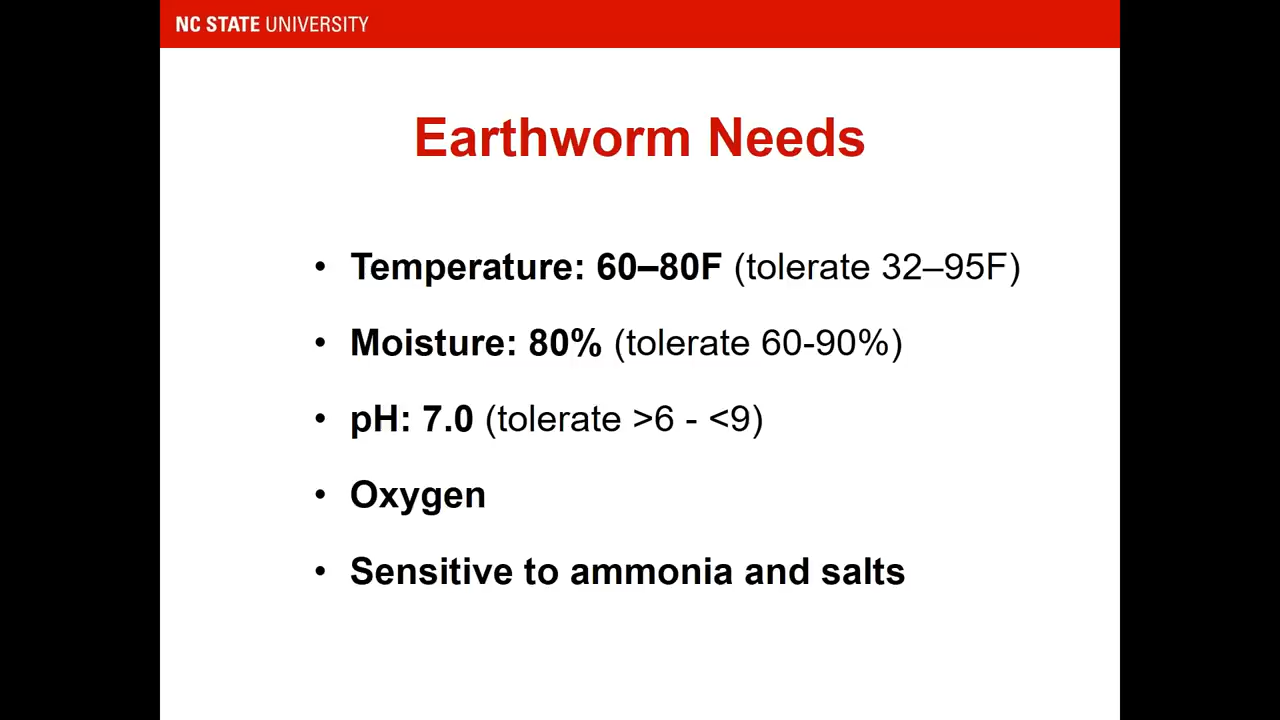 NC STATE UNIVERSITY
Earthworm Needs
• Temperature: 60–80F (tolerate 32–95F)
• Moisture: 80% (tolerate 60-90%)
• pH: 7.0 (tolerate >6 - <9)
• Oxygen
• Sensitive to ammonia and salts